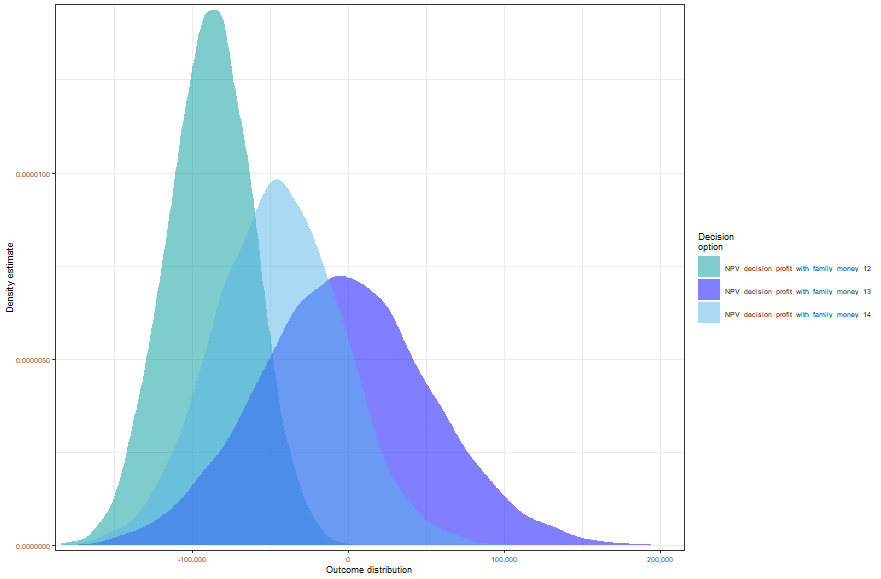 0.0000100
0.0000050
0.0000000
Density estimate
-100,000
0
100,000
200,000
Outcome distribution
Decision
option
NPV decision profit with family money 12
NPV decision profit with family money 13
NPV decision profit with family money 14